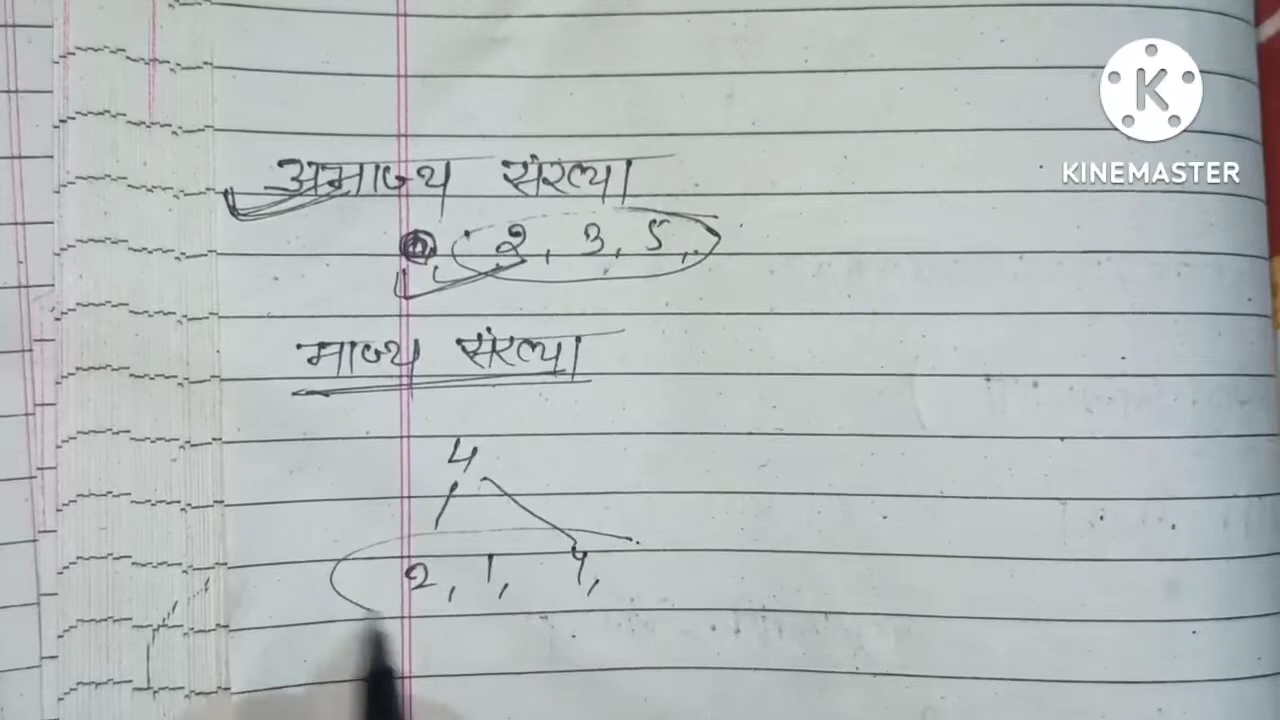 अभाज्य संख्या
2, 3, 5,
भाज्य संख्या
4
2, 1, 4,
K
KINEMASTER